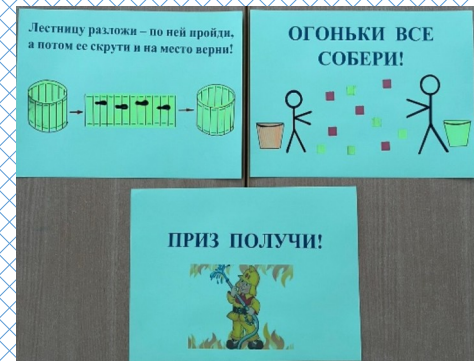 Лестницу разложи – по ней пройди,
а потом ее скрути и на место верни!
ОГОНЬКИ ВСЕ
СОБЕРИ!
ПРИЗ ПОЛУЧИ!